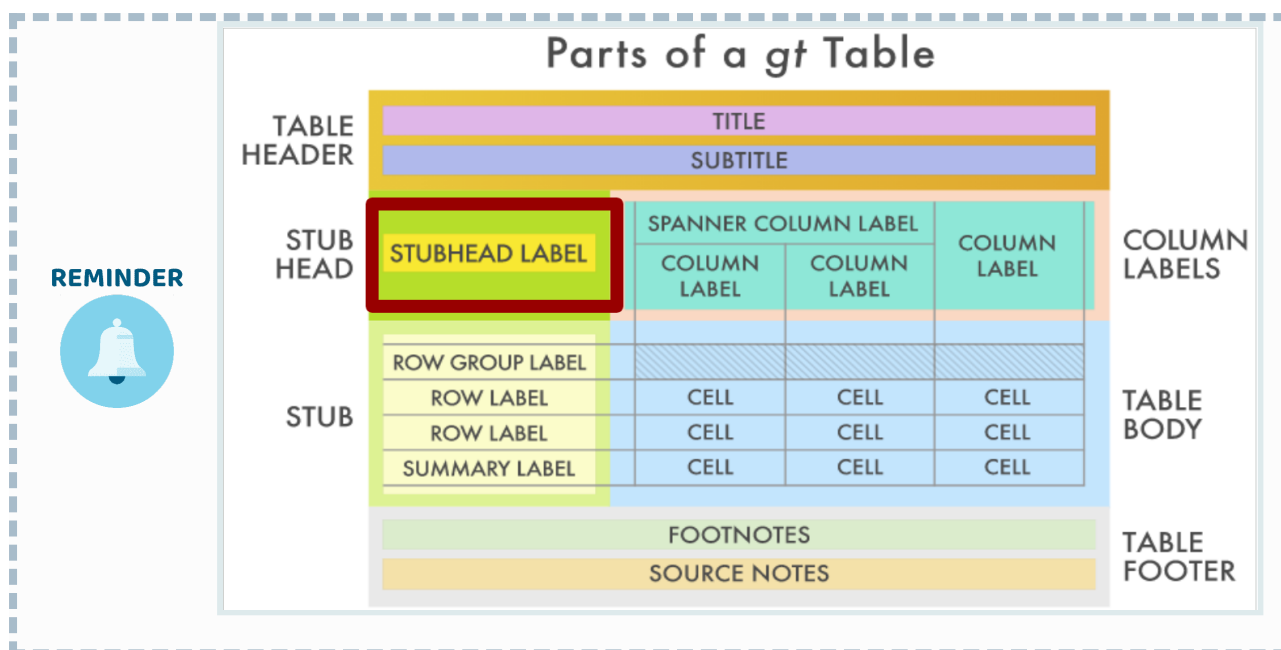 Parts of a gt Table
TABLE
HEADER
TITLE
SUBTITLE
STUB
HEAD
STUBHEAD LABEL
SPANNER COLUMN LABEL
COLUMN
LABEL
COLUMN
LABEL
COLUMN
LABEL
COLUMN
LABELS
REMINDER
STUB
ROW GROUP LABEL
ROW LABEL CELL CELL CELL
ROW LABEL CELL CELL CELL
SUMMARY LABEL CELL CELL CELL
TABLE
BODY
FOOTNOTES
SOURCE NOTES
TABLE
FOOTER